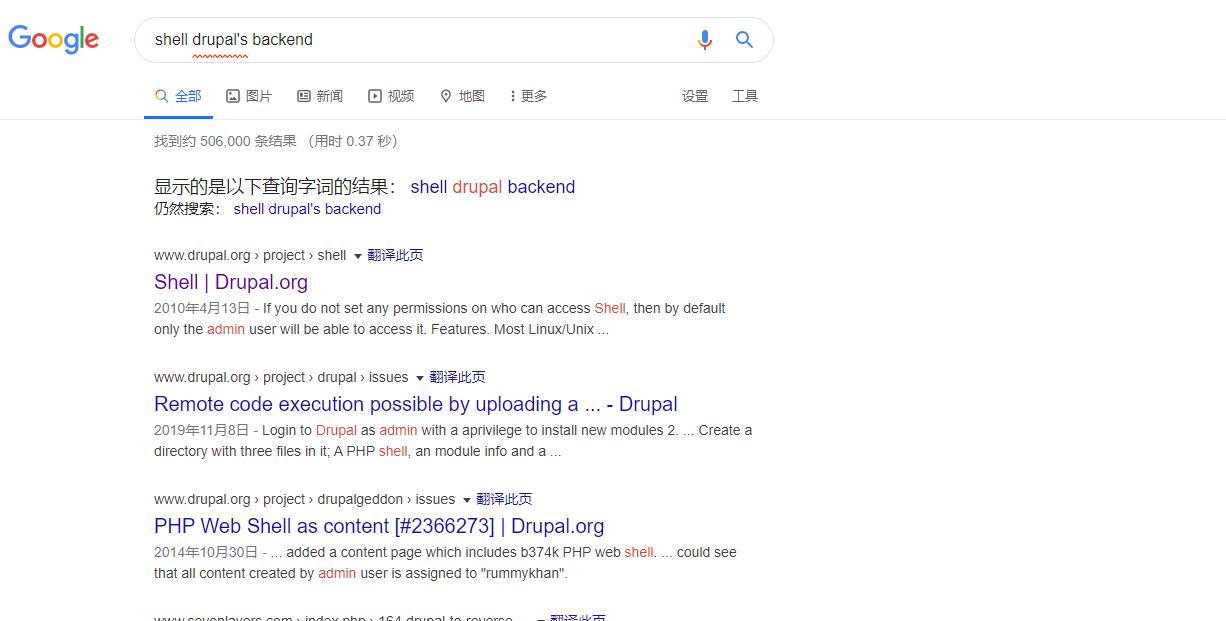 Google
shell drupal's backend
全部 图片 新闻 视频 地图 更多 设置 工具
找到约 506,000 条结果 （用时 0.37 秒）
显示的是以下查询字词的结果： shell drupal backend
仍然搜索： shell drupal's backend
www.drupal.org › project › shell 翻译此页
Shell | Drupal.org
2010年4月13日 - If you do not set any permissions on who can access Shell, then by default
only the admin user will be able to access it. Features. Most Linux/Unix ...
www.drupal.org › project › drupal › issues 翻译此页
Remote code execution possible by uploading a ... - Drupal
2019年11月8日 - Login to Drupal as admin with a aprivilege to install new modules 2. ... Create a
directory with three files in it; A PHP shell, an module info and a ...
www.drupal.org › project › drupalgeddon › issues 翻译此页
PHP Web Shell as content [#2366273] | Drupal.org
2014年10月30日 - ... added a content page which includes b374k PHP web shell. ... could see
that all content created by admin user is assigned to "rummykhan".
www.sevenlayers.com › index.php › 164-drupal-to-reverse... 翻译此页